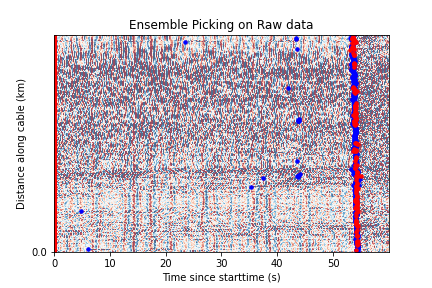 Ensemble Picking on Raw data
Distance along cable (km)
0.0
0 10 20 30 40 50
Time since starttime (s)